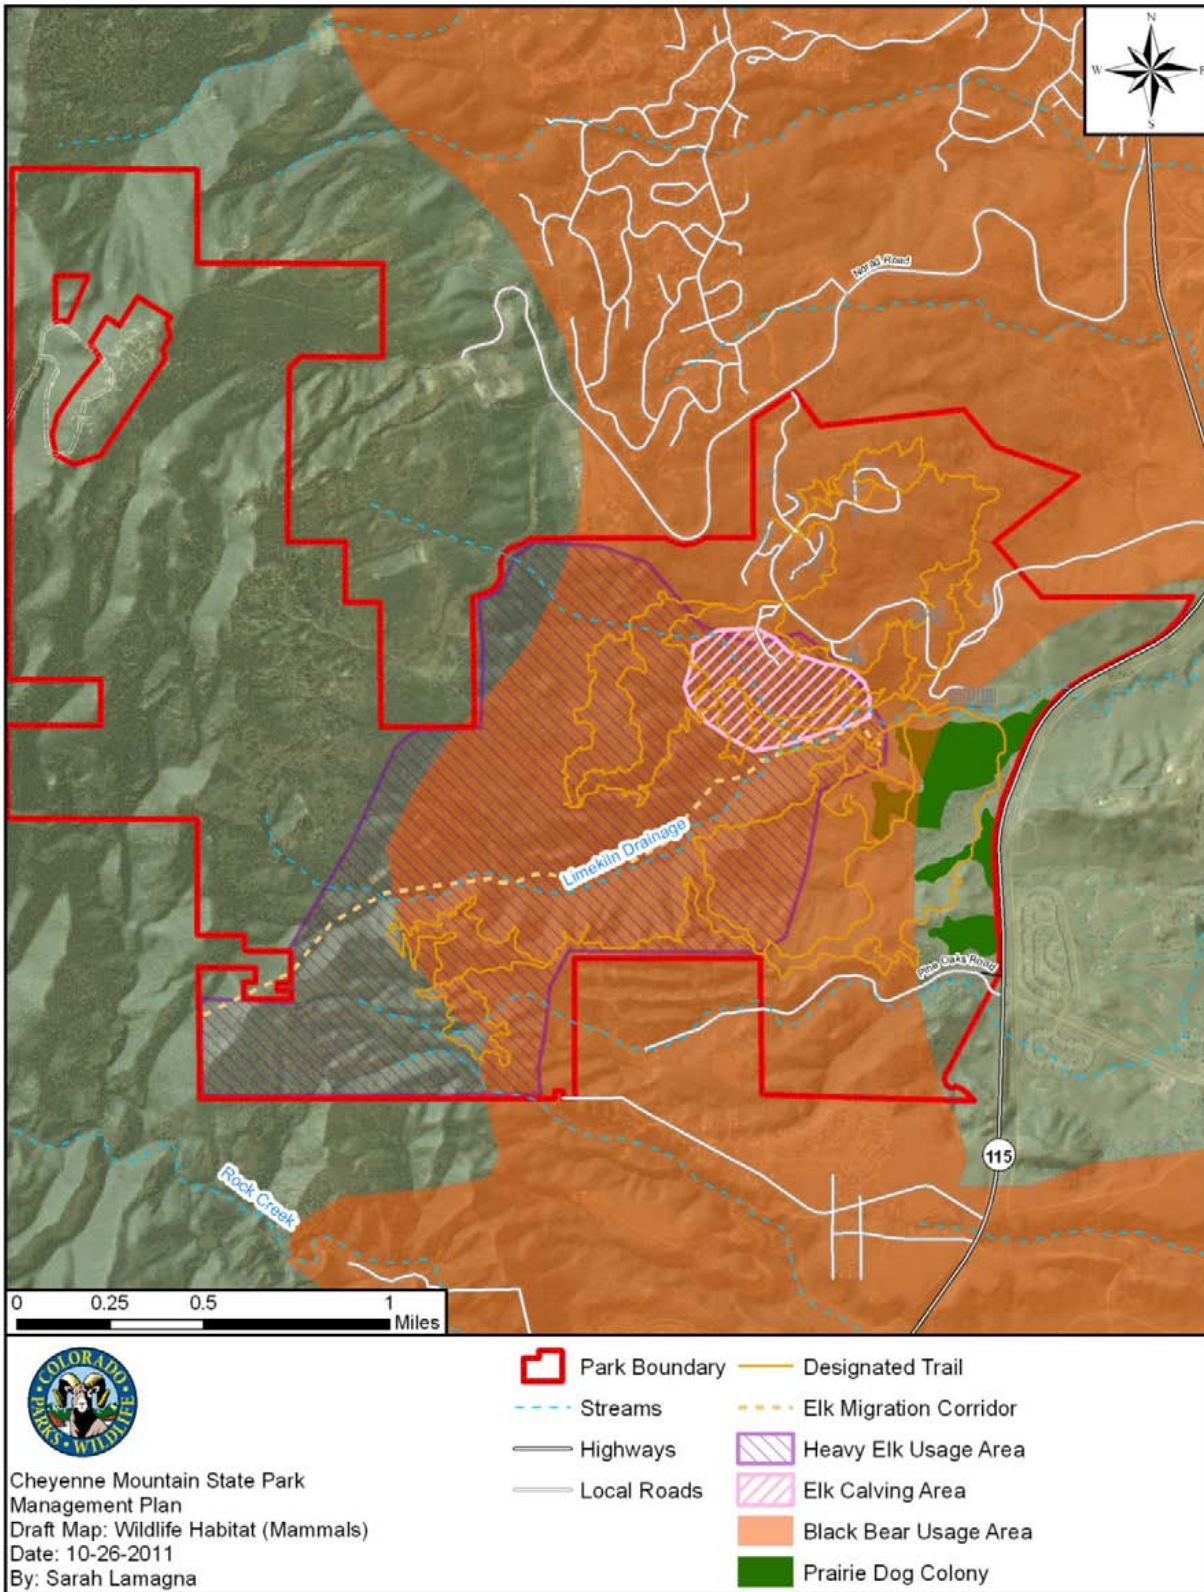 N
W E
S
Norad Road
Limekiln Drainage
Pine Oaks Road
115
Rock Creek
0 0.25 0.5 1
Miles
COLORADO
PARKS • WILDLIFE
Cheyenne Mountain State Park
Management Plan
Draft Map: Wildlife Habitat (Mammals)
Date: 10-26-2011
By: Sarah Lamagna
Park Boundary
Streams
Highways
Local Roads
Designated Trail
Elk Migration Corridor
Heavy Elk Usage Area
Elk Calving Area
Black Bear Usage Area
Prairie Dog Colony